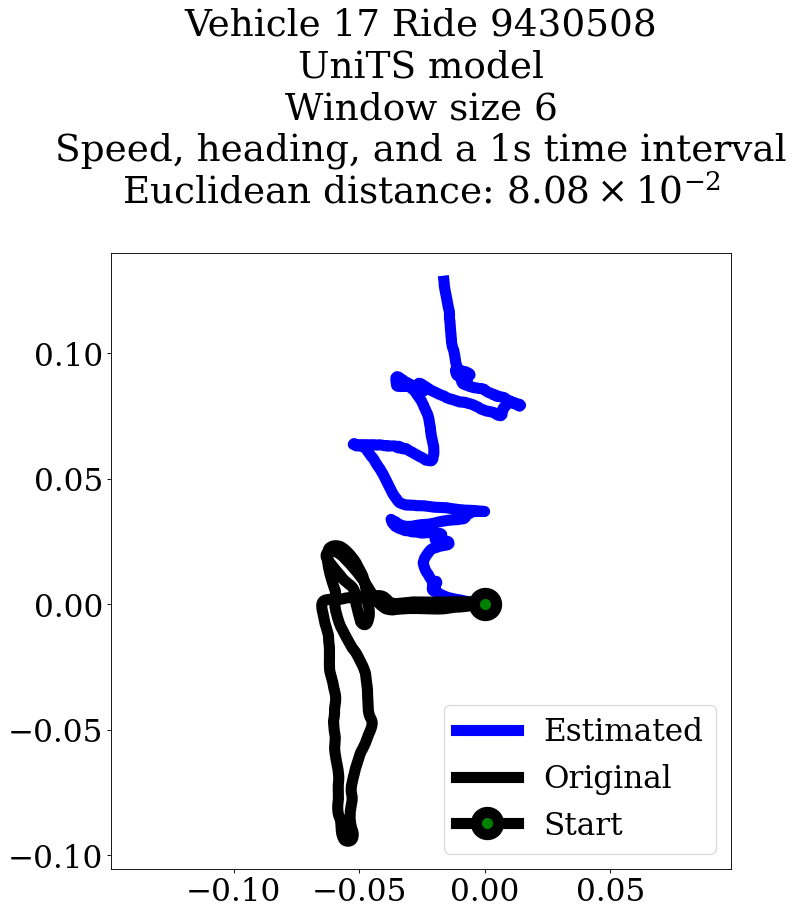 Vehicle 17 Ride 9430508
UniTS model
Window size 6
Speed, heading, and a 1s time interval
Euclidean distance: 8.08 × 10⁻²
0.10
0.05
0.00
−0.05
−0.10
Estimated
Original
Start
−0.10 −0.05 0.00 0.05